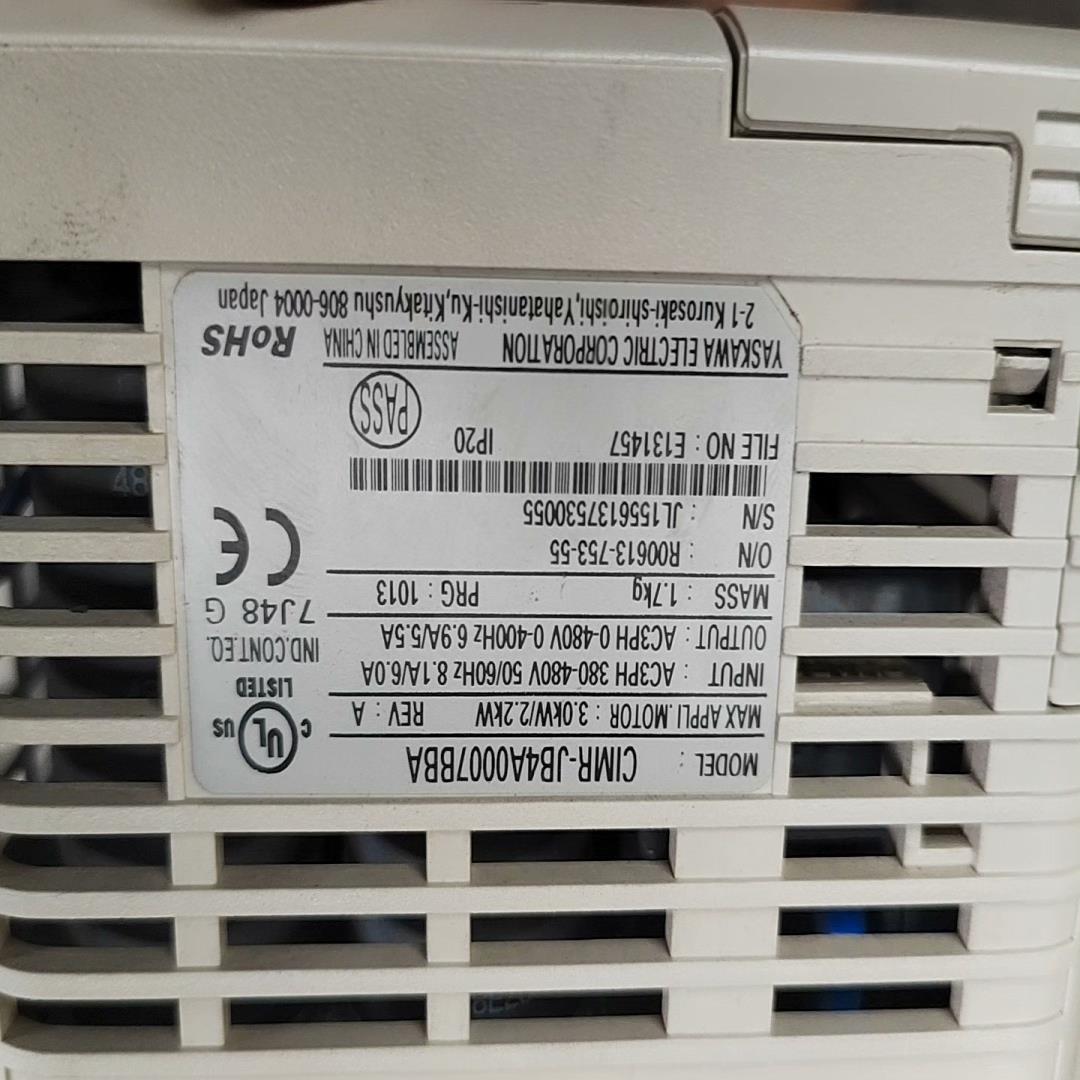 MODEL : CIMR-JB4A0007BBA
MAX APPLI. MOTOR : 3.0kW/2.2kW REV : A
INPUT : AC3PH 380-480V 50/60Hz 8.1A/6.0A
OUTPUT : AC3PH 0-480V 0-400Hz 6.9A/5.5A
MASS : 1.7kg PRG : 1013
O/N : R00613-753-55
S/N : JL1556137530055
FILE NO : E131457 IP20
PASS
YASKAWA ELECTRIC CORPORATION ASSEMBLED IN CHINA
2-1 Kurosaki-shiroishi,Yahatanishi-Ku,Kitakyushu 806-0004 Japan
C UL US
LISTED
IND.CONT.EQ.
7J48 G
CE
RoHS
48